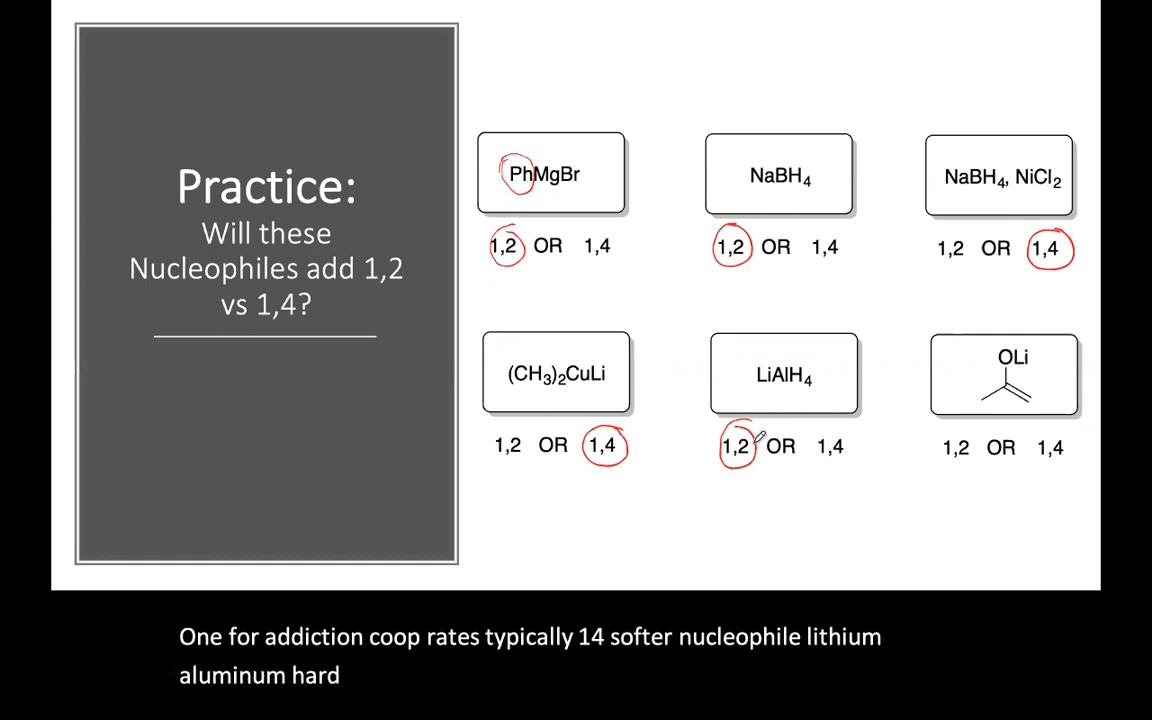 Practice:
Will these
Nucleophiles add 1,2
vs 1,4?
PhMgBr
1,2 OR 1,4
NaBH₄
1,2 OR 1,4
NaBH₄, NiCl₂
1,2 OR 1,4
(CH₃)₂CuLi
1,2 OR 1,4
LiAlH₄
1,2 OR 1,4
OLi
1,2 OR 1,4
One for addiction coop rates typically 14 softer nucleophile lithium
aluminum hard